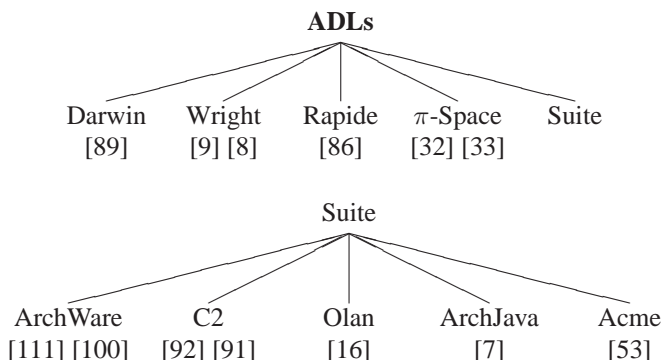 ADLs
Darwin Wright Rapide π-Space Suite
[89] [9] [8] [86] [32] [33]
Suite
ArchWare C2 Olan ArchJava Acme
[111] [100] [92] [91] [16] [7] [53]